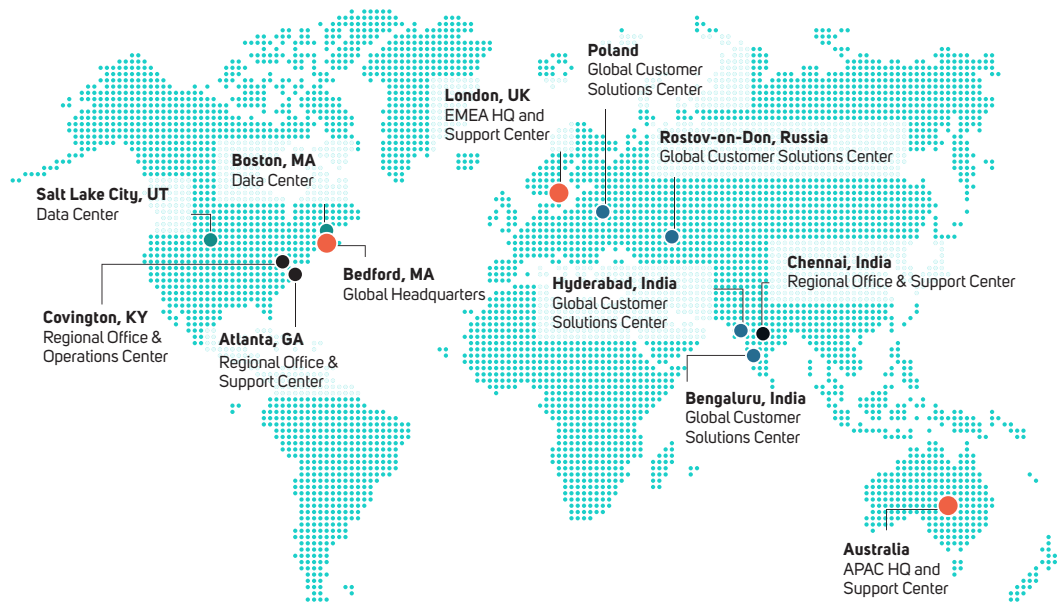 Poland
Global Customer
Solutions Center
London, UK
EMEA HQ and
Support Center
Rostov-on-Don, Russia
Global Customer Solutions Center
Boston, MA
Data Center
Salt Lake City, UT
Data Center
Bedford, MA
Global Headquarters
Chennai, India
Regional Office & Support Center
Hyderabad, India
Global Customer
Solutions Center
Covington, KY
Regional Office &
Operations Center
Atlanta, GA
Regional Office &
Support Center
Bengaluru, India
Global Customer
Solutions Center
Australia
APAC HQ and
Support Center